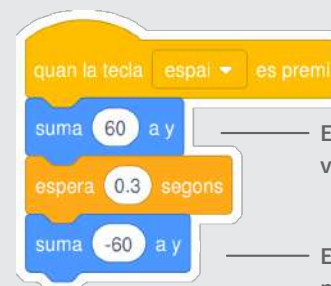 quan la tecla espai es premi
suma 60 a y
E
v
espera 0.3 segons
suma -60 a y
E